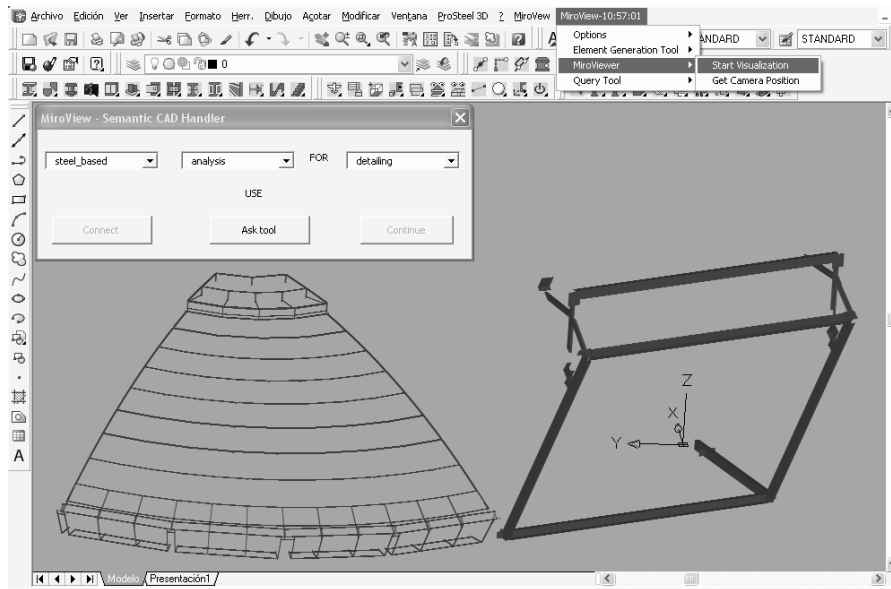 Archivo Edición Ver Insertar Formato Herr. Dibujo Acotar Modificar Ventana ProSteel 3D ? MiroView MiroView-10:57:01
Options
ANDARD STANDARD
Element Generation Tool
0
MiroViewer Start Visualization
Query Tool Get Camera Position
MiroView - Semantic CAD Handler
steel_based analysis FOR detailing
USE
Connect Ask tool Continue
Z
X
Y
A
Modelo Presentación1